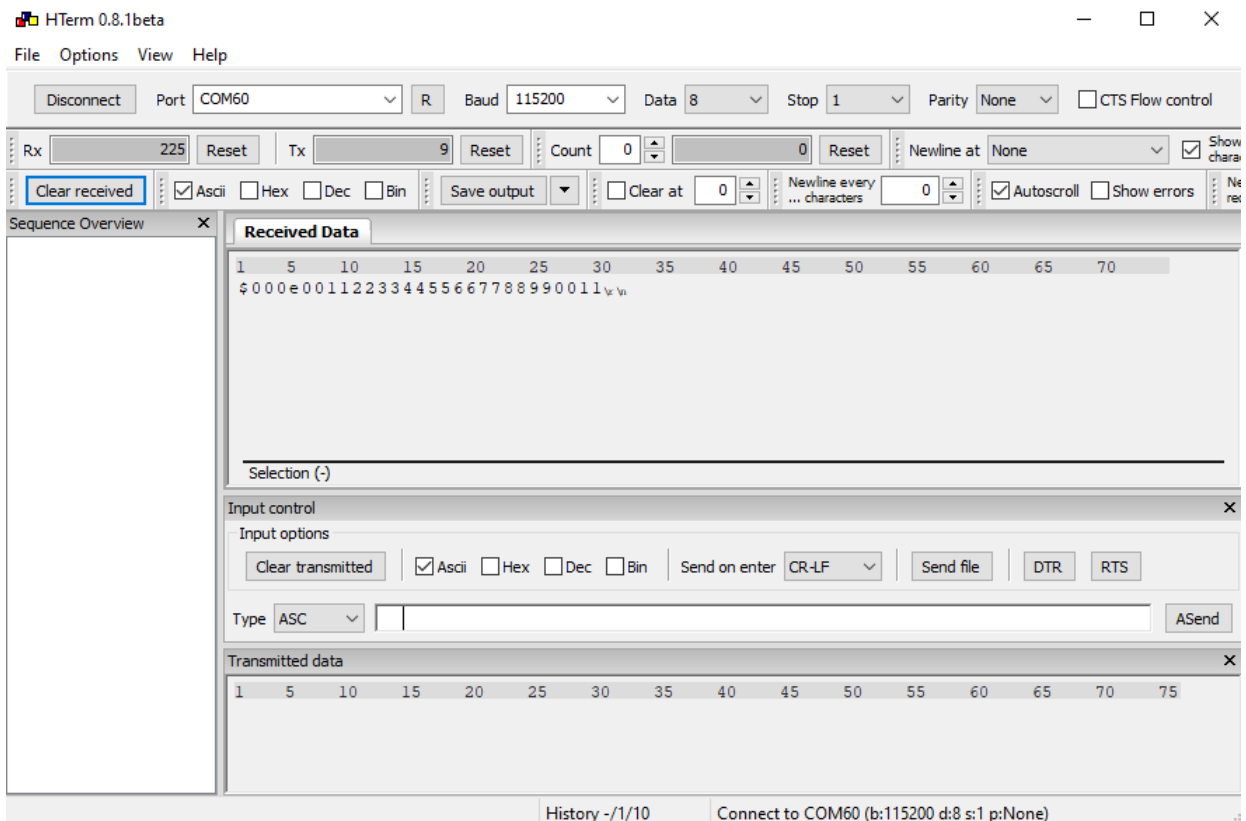 HTerm 0.8.1beta
File Options View Help
Disconnect Port COM60 R Baud 115200 Data 8 Stop 1 Parity None CTS Flow control
Rx 225 Reset Tx 9 Reset Count 0 0 Reset Newline at None Show
charac
Clear received Ascii Hex Dec Bin Save output Clear at 0 Newline every
... characters 0 Autoscroll Show errors Ne
rec
Sequence Overview
Received Data
1 5 10 15 20 25 30 35 40 45 50 55 60 65 70
$000e001122334455667788990011\r\n
Selection (-)
Input control
Input options
Clear transmitted Ascii Hex Dec Bin Send on enter CR-LF Send file DTR RTS
Type ASC ASend
Transmitted data
1 5 10 15 20 25 30 35 40 45 50 55 60 65 70 75
History -/1/10 Connect to COM60 (b:115200 d:8 s:1 p:None)